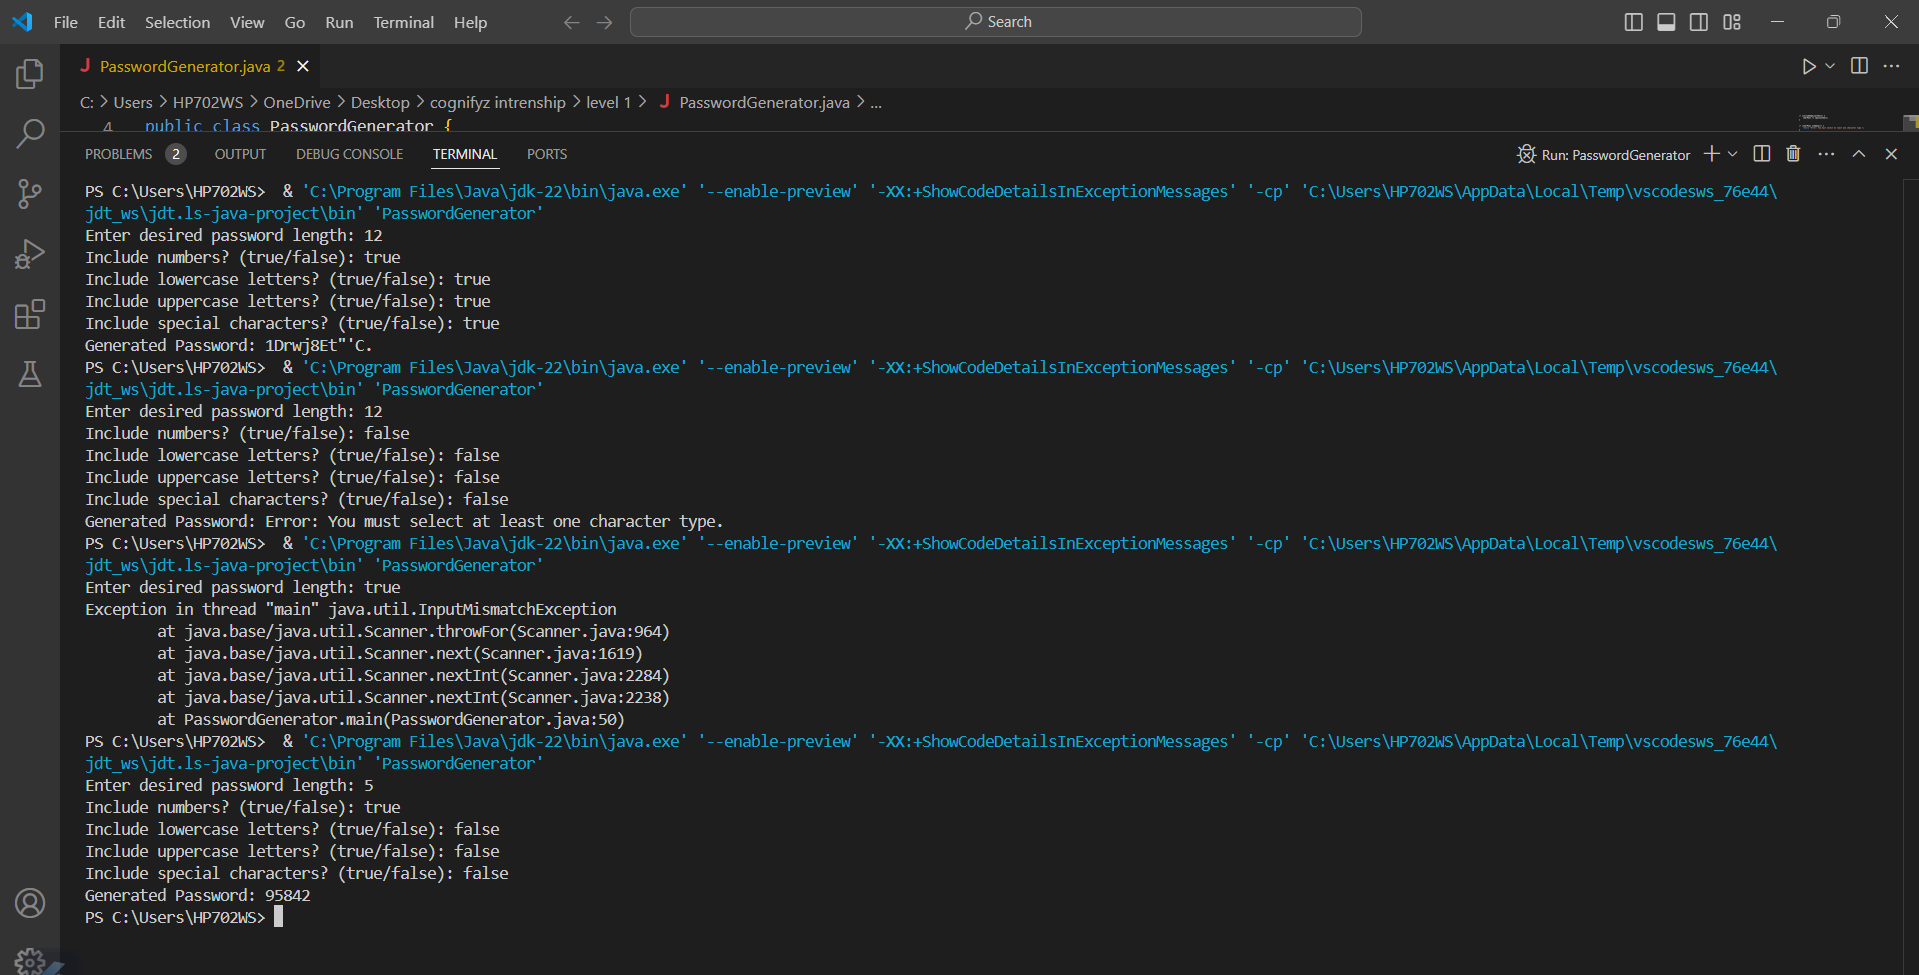 File Edit Selection View Go Run Terminal Help Search
J PasswordGenerator.java 2
C: > Users > HP702WS > OneDrive > Desktop > cognifyz intrenship > level 1 > J PasswordGenerator.java > ...
4 public class PasswordGenerator {
PROBLEMS 2 OUTPUT DEBUG CONSOLE TERMINAL PORTS Run: PasswordGenerator
PS C:\Users\HP702WS>  & 'C:\Program Files\Java\jdk-22\bin\java.exe' '--enable-preview' '-XX:+ShowCodeDetailsInExceptionMessages' '-cp' 'C:\Users\HP702WS\AppData\Local\Temp\vscodesws_76e44\
jdt_ws\jdt.ls-java-project\bin' 'PasswordGenerator'
Enter desired password length: 12
Include numbers? (true/false): true
Include lowercase letters? (true/false): true
Include uppercase letters? (true/false): true
Include special characters? (true/false): true
Generated Password: 1Drwj8Et"'C.
PS C:\Users\HP702WS>  & 'C:\Program Files\Java\jdk-22\bin\java.exe' '--enable-preview' '-XX:+ShowCodeDetailsInExceptionMessages' '-cp' 'C:\Users\HP702WS\AppData\Local\Temp\vscodesws_76e44\
jdt_ws\jdt.ls-java-project\bin' 'PasswordGenerator'
Enter desired password length: 12
Include numbers? (true/false): false
Include lowercase letters? (true/false): false
Include uppercase letters? (true/false): false
Include special characters? (true/false): false
Generated Password: Error: You must select at least one character type.
PS C:\Users\HP702WS>  & 'C:\Program Files\Java\jdk-22\bin\java.exe' '--enable-preview' '-XX:+ShowCodeDetailsInExceptionMessages' '-cp' 'C:\Users\HP702WS\AppData\Local\Temp\vscodesws_76e44\
jdt_ws\jdt.ls-java-project\bin' 'PasswordGenerator'
Enter desired password length: true
Exception in thread "main" java.util.InputMismatchException
        at java.base/java.util.Scanner.throwFor(Scanner.java:964)
        at java.base/java.util.Scanner.next(Scanner.java:1619)
        at java.base/java.util.Scanner.nextInt(Scanner.java:2284)
        at java.base/java.util.Scanner.nextInt(Scanner.java:2238)
        at PasswordGenerator.main(PasswordGenerator.java:50)
PS C:\Users\HP702WS>  & 'C:\Program Files\Java\jdk-22\bin\java.exe' '--enable-preview' '-XX:+ShowCodeDetailsInExceptionMessages' '-cp' 'C:\Users\HP702WS\AppData\Local\Temp\vscodesws_76e44\
jdt_ws\jdt.ls-java-project\bin' 'PasswordGenerator'
Enter desired password length: 5
Include numbers? (true/false): true
Include lowercase letters? (true/false): false
Include uppercase letters? (true/false): false
Include special characters? (true/false): false
Generated Password: 95842
PS C:\Users\HP702WS>